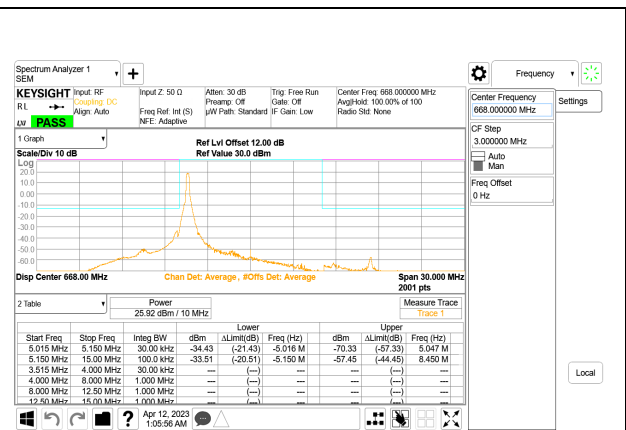 Spectrum Analyzer 1
SEM
Frequency
KEYSIGHT
RL
LXI PASS
Input: RF
Coupling: DC
Align: Auto
Input Z: 50 Ω
Freq Ref: Int (S)
NFE: Adaptive
Atten: 30 dB
Preamp: Off
µW Path: Standard
Trig: Free Run
Gate: Off
IF Gain: Low
Center Freq: 668.000000 MHz
Avg|Hold: 100.00% of 100
Radio Std: None
Center Frequency
668.000000 MHz
Settings
CF Step
3.000000 MHz
Auto
Man
Freq Offset
0 Hz
Local
1 Graph
Scale/Div 10 dB
Ref Lvl Offset 12.00 dB
Ref Value 30.0 dBm
Log
20.0
10.0
0.00
-10.0
-20.0
-30.0
-40.0
-50.0
-60.0
Disp Center 668.00 MHz
Chan Det: Average, #Offs Det: Average
Span 30.000 MHz
2001 pts
2 Table
Power
25.92 dBm / 10 MHz
Measure Trace
Trace 1
Lower Upper
Start Freq Stop Freq Integ BW dBm ΔLimit(dB) Freq (Hz) dBm ΔLimit(dB) Freq (Hz)
5.015 MHz 5.150 MHz 30.00 kHz -34.43 (-21.43) -5.016 M -70.33 (-57.33) 5.047 M
5.150 MHz 15.00 MHz 100.0 kHz -33.51 (-20.51) -5.150 M -57.45 (-44.45) 8.450 M
3.515 MHz 4.000 MHz 30.00 kHz --- (---) --- --- (---) ---
4.000 MHz 8.000 MHz 1.000 MHz --- (---) --- --- (---) ---
8.000 MHz 12.50 MHz 1.000 MHz --- (---) --- --- (---) ---
12.50 MHz 15.00 MHz 1.000 MHz --- (---) --- --- (---) ---
?
Apr 12, 2023
1:05:56 AM